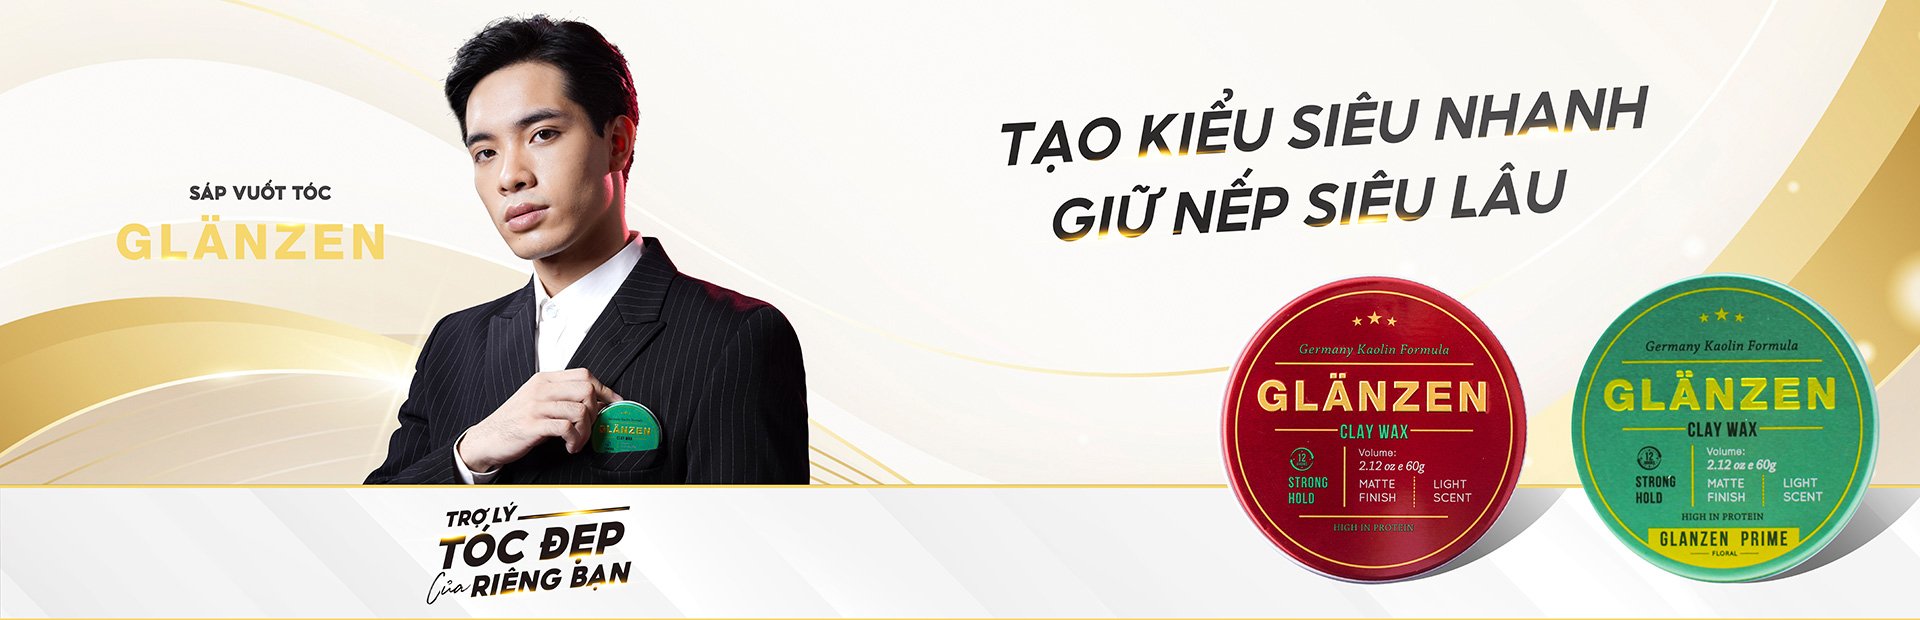 SÁP VUỐT TÓC
GLÄNZEN
TẠO KIỂU SIÊU NHANH
GIỮ NẾP SIÊU LÂU
GLÄNZEN
CLAY WAX
TRỢ LÝ
TÓC ĐẸP
Của RIÊNG BẠN
Germany Kaolin Formula
GLÄNZEN
CLAY WAX
12
STRONG
HOLD
Volume:
2.12 oz e 60g
MATTE
FINISH
LIGHT
SCENT
HIGH IN PROTEIN
Germany Kaolin Formula
GLÄNZEN
CLAY WAX
12
STRONG
HOLD
Volume:
2.12 oz e 60g
MATTE
FINISH
LIGHT
SCENT
HIGH IN PROTEIN
GLANZEN PRIME
FLORAL